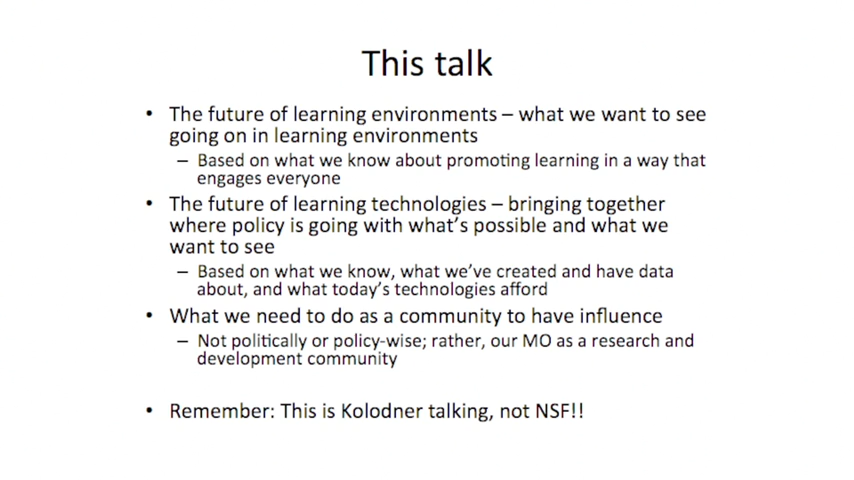 This talk
• The future of learning environments – what we want to see
going on in learning environments
– Based on what we know about promoting learning in a way that
engages everyone
• The future of learning technologies – bringing together
where policy is going with what's possible and what we
want to see
– Based on what we know, what we've created and have data
about, and what today's technologies afford
• What we need to do as a community to have influence
– Not politically or policy-wise; rather, our MO as a research and
development community
• Remember: This is Kolodner talking, not NSF!!